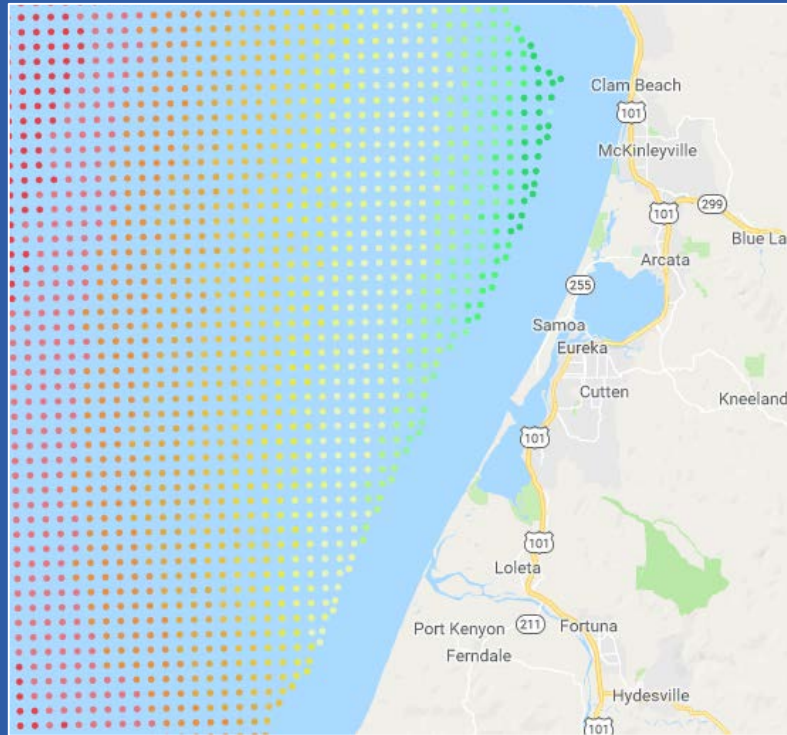 Clam Beach
101
McKinleyville
299
101
Blue La
Arcata
255
Samoa
Eureka
Cutten
Kneeland
101
101
Loleta
211
Port Kenyon
Fortuna
Ferndale
Hydesville
101